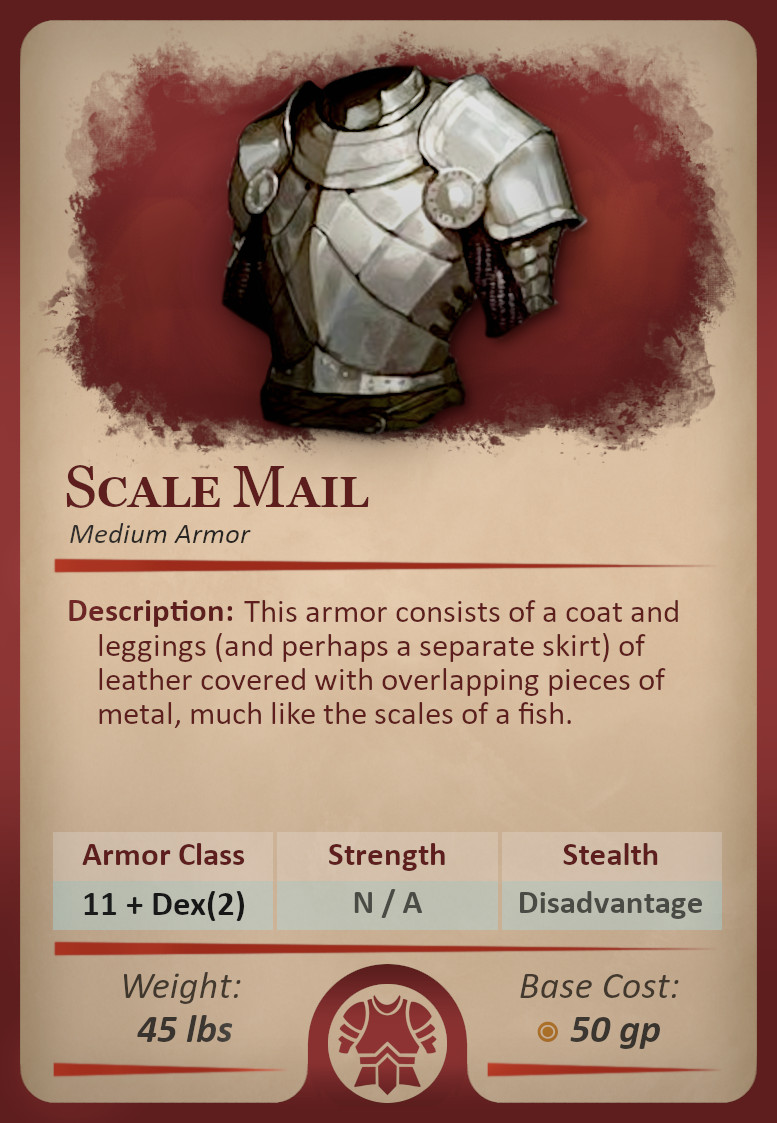 Scale Mail
Medium Armor
Description: This armor consists of a coat and
leggings (and perhaps a separate skirt) of
leather covered with overlapping pieces of
metal, much like the scales of a fish.
Armor Class Strength Stealth
11 + Dex(2) N / A Disadvantage
Weight: Base Cost:
45 lbs 50 gp